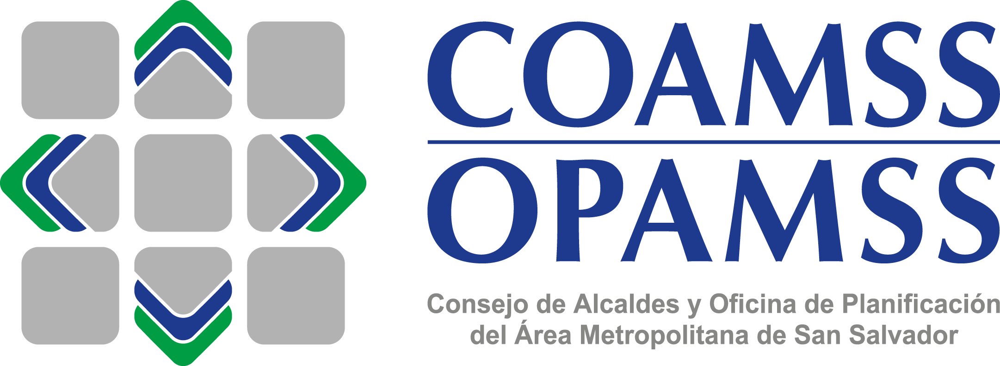 COAMSS
OPAMSS
Consejo de Alcaldes y Oficina de Planificación
del Área Metropolitana de San Salvador